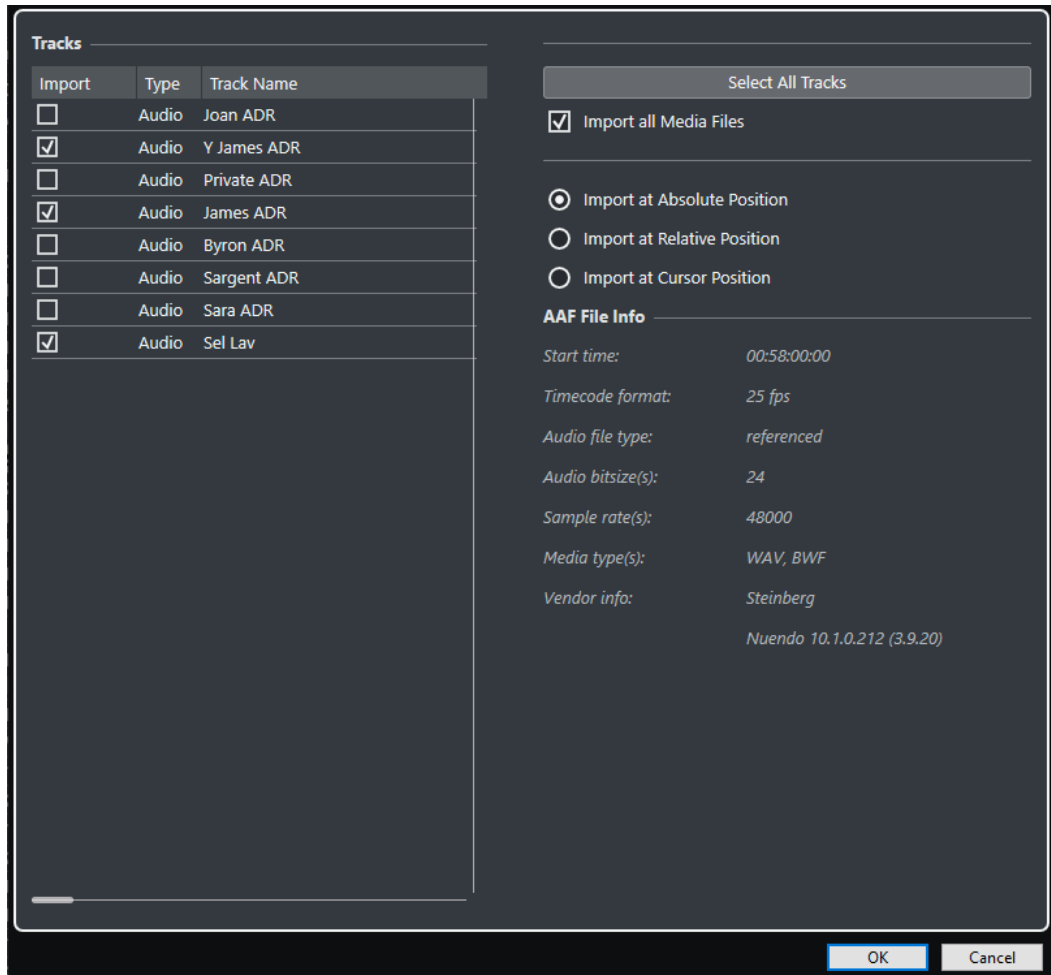 Tracks
Import Type Track Name
Audio Joan ADR
Audio Y James ADR
Audio Private ADR
Audio James ADR
Audio Byron ADR
Audio Sargent ADR
Audio Sara ADR
Audio Sel Lav
Select All Tracks
Import all Media Files
Import at Absolute Position
Import at Relative Position
Import at Cursor Position
AAF File Info
Start time: 00:58:00:00
Timecode format: 25 fps
Audio file type: referenced
Audio bitsize(s): 24
Sample rate(s): 48000
Media type(s): WAV, BWF
Vendor info: Steinberg
Nuendo 10.1.0.212 (3.9.20)
OK Cancel